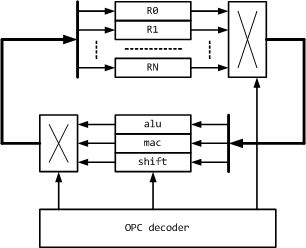 R0
R1
RN
alu
mac
shift
OPC decoder